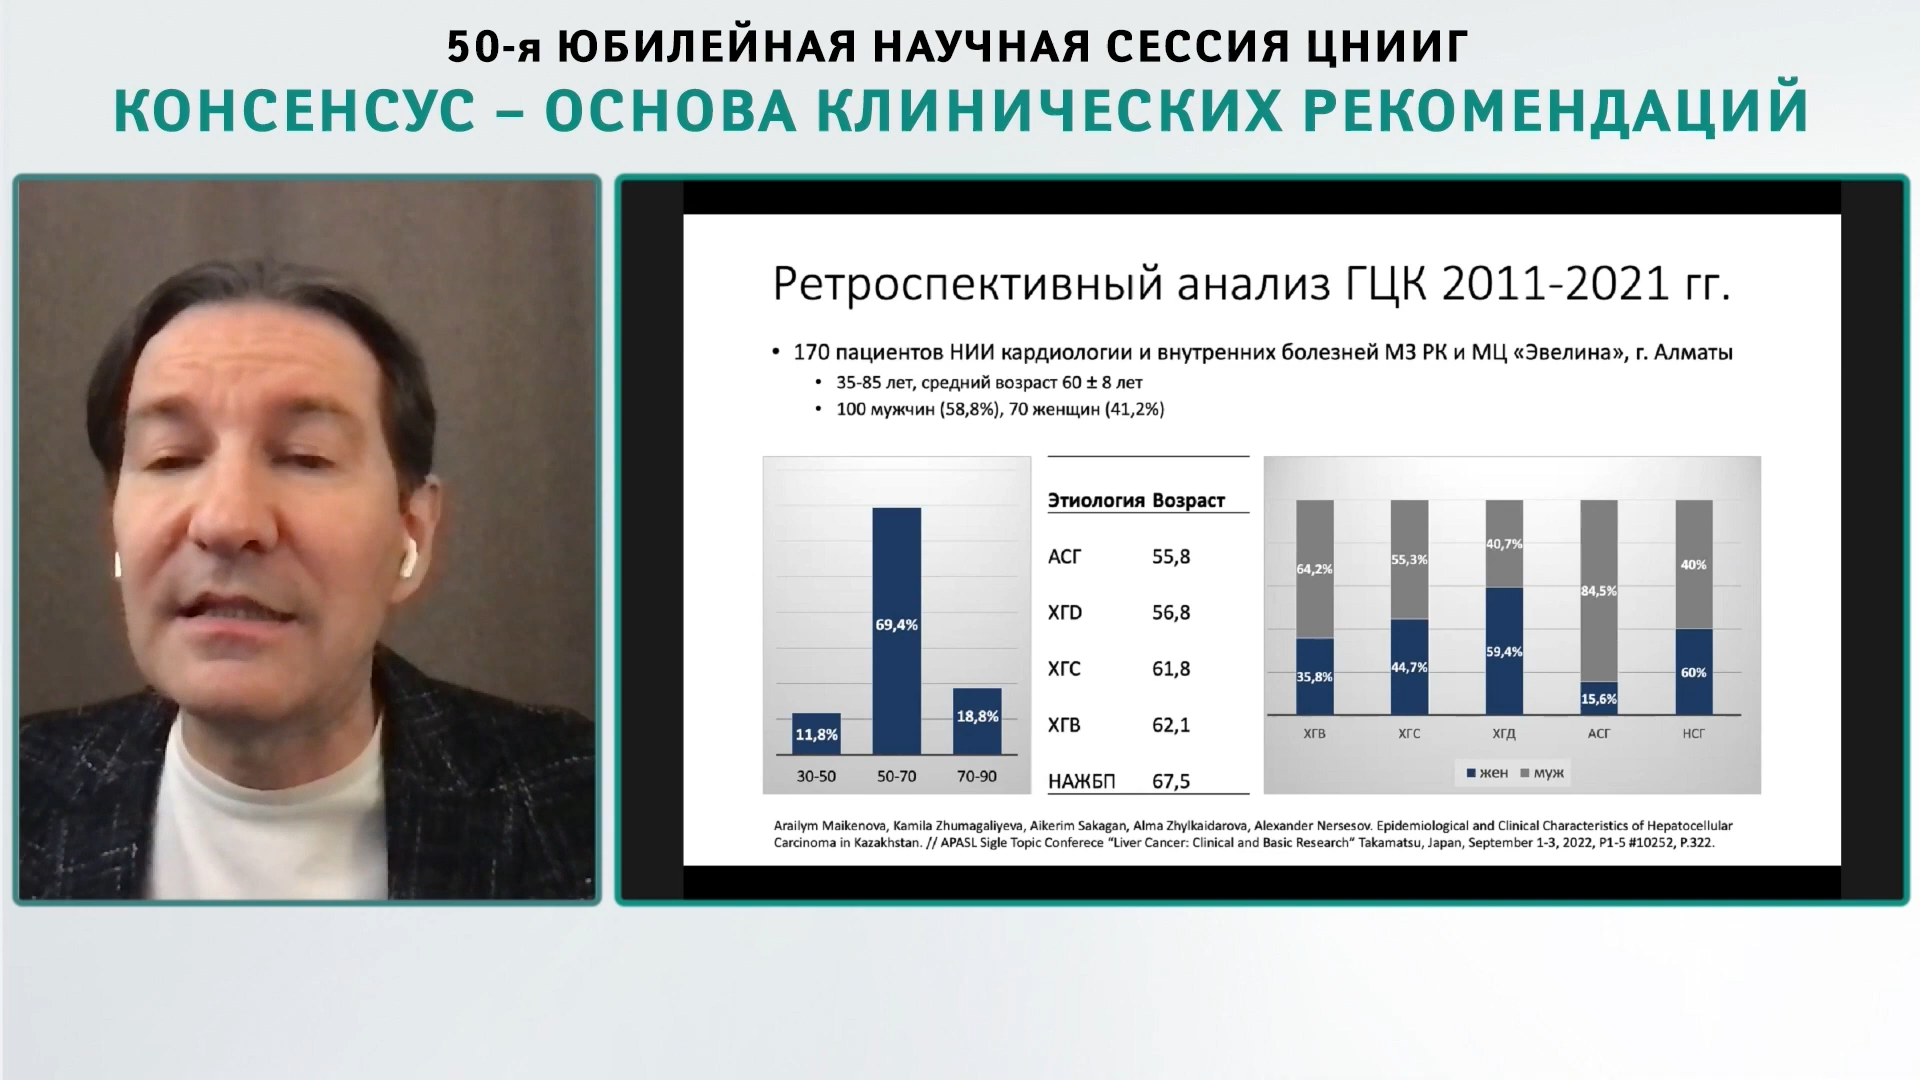 50-я ЮБИЛЕЙНАЯ НАУЧНАЯ СЕССИЯ ЦНИИГ
КОНСЕНСУС – ОСНОВА КЛИНИЧЕСКИХ РЕКОМЕНДАЦИЙ
Ретроспективный анализ ГЦК 2011-2021 гг.
• 170 пациентов НИИ кардиологии и внутренних болезней МЗ РК и МЦ «Эвелина», г. Алматы
• 35-85 лет, средний возраст 60 ± 8 лет
• 100 мужчин (58,8%), 70 женщин (41,2%)
11,8%
69,4%
18,8%
30-50 50-70 70-90
Этиология Возраст
АСГ 55,8
ХГD 56,8
ХГС 61,8
ХГВ 62,1
НАЖБП 67,5
64,2% 55,3% 40,7% 84,5% 40%
35,8% 44,7% 59,4% 15,6% 60%
ХГВ ХГС ХГД АСГ НСГ
жен муж
Arailym Maikenova, Kamila Zhumagaliyeva, Aikerim Sakagan, Alma Zhylkaidarova, Alexander Nersesov. Epidemiological and Clinical Characteristics of Hepatocellular
Carcinoma in Kazakhstan. // APASL Sigle Topic Conferece “Liver Cancer: Clinical and Basic Research“ Takamatsu, Japan, September 1-3, 2022, P1-5 #10252, P.322.